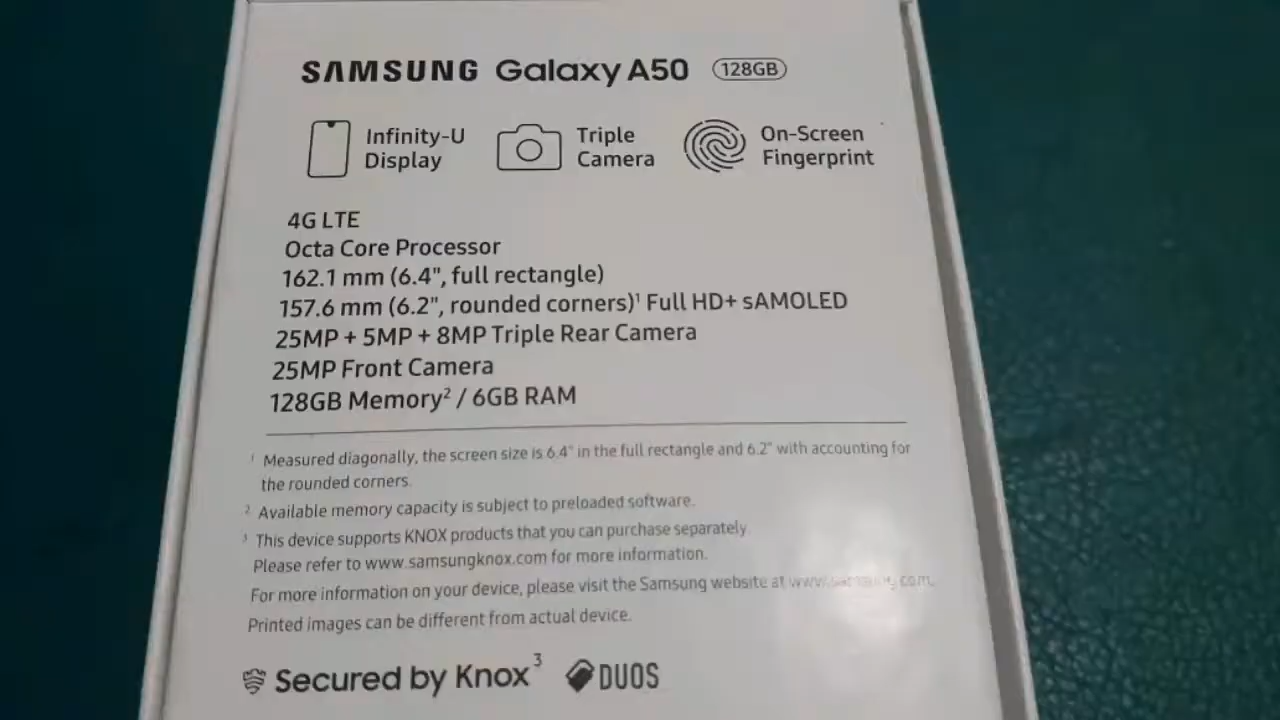 SAMSUNG Galaxy A50 128GB
Infinity-U Display
Triple Camera
On-Screen Fingerprint
4G LTE
Octa Core Processor
162.1 mm (6.4", full rectangle)
157.6 mm (6.2", rounded corners)¹ Full HD+ sAMOLED
25MP + 5MP + 8MP Triple Rear Camera
25MP Front Camera
128GB Memory² / 6GB RAM
¹ Measured diagonally, the screen size is 6.4" in the full rectangle and 6.2" with accounting for
the rounded corners.
² Available memory capacity is subject to preloaded software.
³ This device supports KNOX products that you can purchase separately.
Please refer to www.samsungknox.com for more information.
For more information on your device, please visit the Samsung website at www.samsung.com.
Printed images can be different from actual device.
Secured by Knox³ DUOS